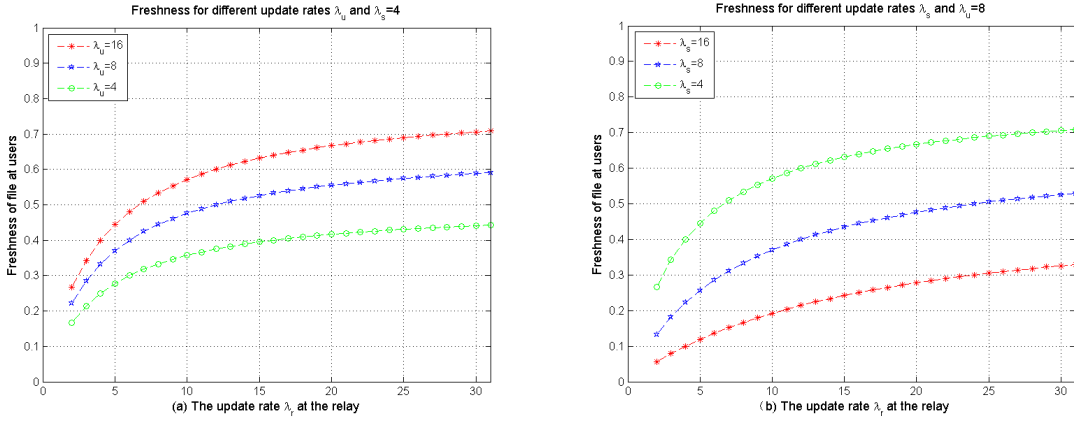 Freshness for different update rates λu and λs=4
λu=16
λu=8
λu=4
Freshness of file at users
1
0.9
0.8
0.7
0.6
0.5
0.4
0.3
0.2
0.1
0
0 5 10 15 20 25 30
(a) The update rate λr at the relay
Freshness for different update rates λs and λu=8
λs=16
λs=8
λs=4
Freshness of file at users
1
0.9
0.8
0.7
0.6
0.5
0.4
0.3
0.2
0.1
0
0 5 10 15 20 25 30
(b) The update rate λr at the relay